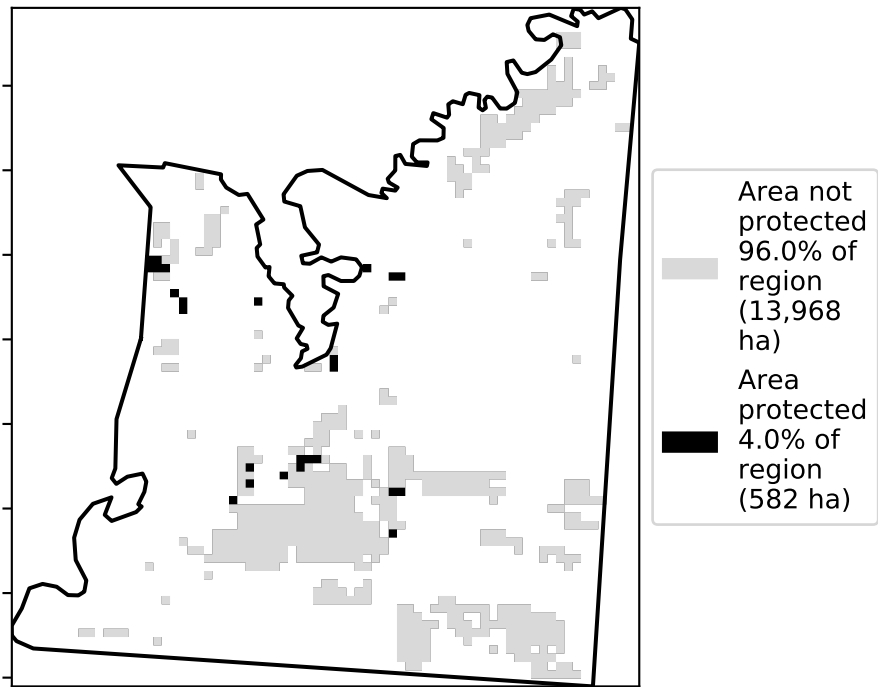 Area not
protected
96.0% of
region
(13,968
ha)
Area
protected
4.0% of
region
(582 ha)